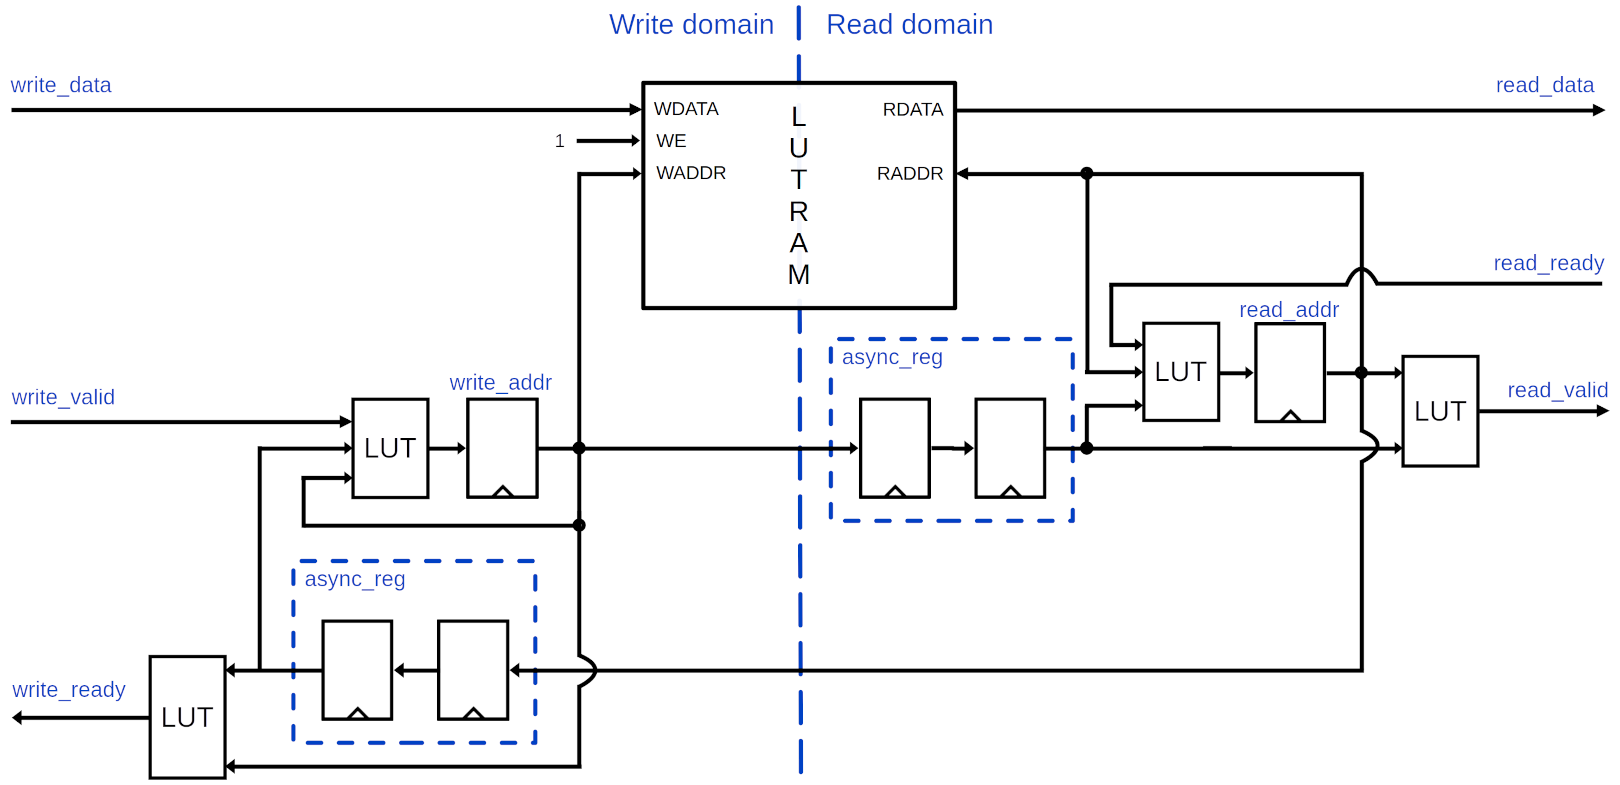 Write domain
Read domain
write_data
read_data
WDATA
RDATA
1
WE
WADDR
RADDR
L
U
T
R
A
M
read_ready
read_addr
async_reg
LUT
write_addr
write_valid
LUT
read_valid
LUT
async_reg
write_ready
LUT